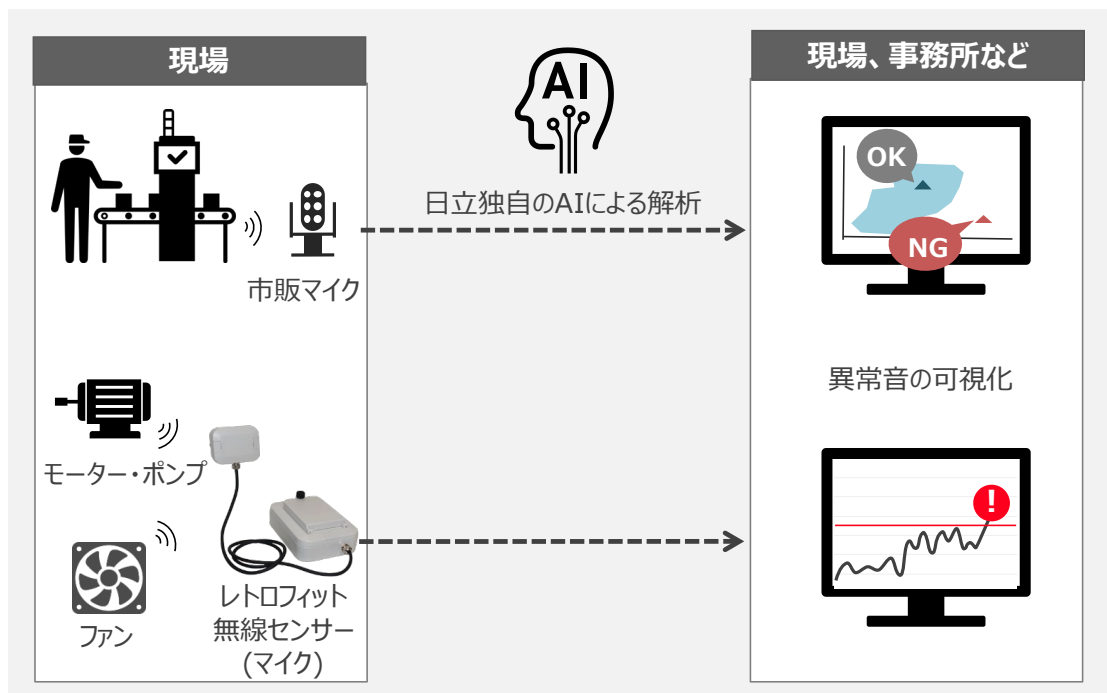 現場
現場、事務所など
AI
日立独自のAIによる解析
市販マイク
OK
NG
異常音の可視化
モーター・ポンプ
ファン
レトロフィット
無線センサー
(マイク)
!